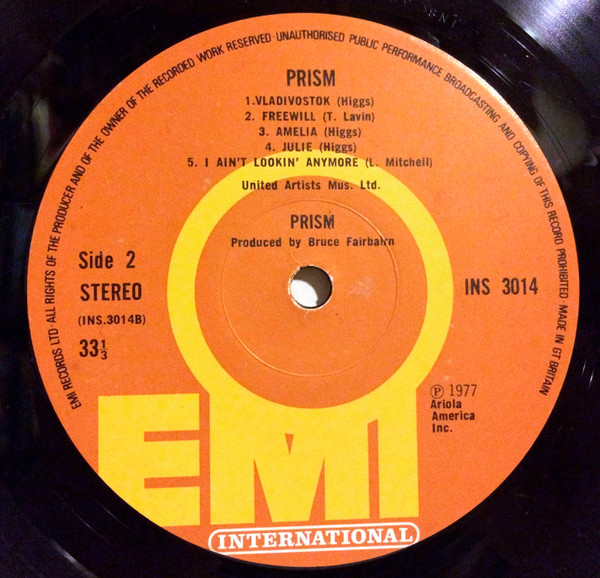 EMI RECORDS LTD · ALL RIGHTS OF THE PRODUCER AND OF THE OWNER OF THE RECORDED WORK RESERVED · UNAUTHORISED PUBLIC PERFORMANCE BROADCASTING AND COPYING OF THIS RECORD PROHIBITED · MADE IN GT BRITAIN
PRISM
1.VLADIVOSTOK (Higgs)
2. FREEWILL (T. Lavin)
3. AMELIA (Higgs)
4. JULIE (Higgs)
5. I AIN'T LOOKIN' ANYMORE (L. Mitchell)
United Artists Mus. Ltd.
PRISM
Produced by Bruce Fairbairn
Side 2
STEREO
(INS.3014B)
33⅓
INS 3014
℗ 1977
Ariola
America
Inc.
EMI
INTERNATIONAL